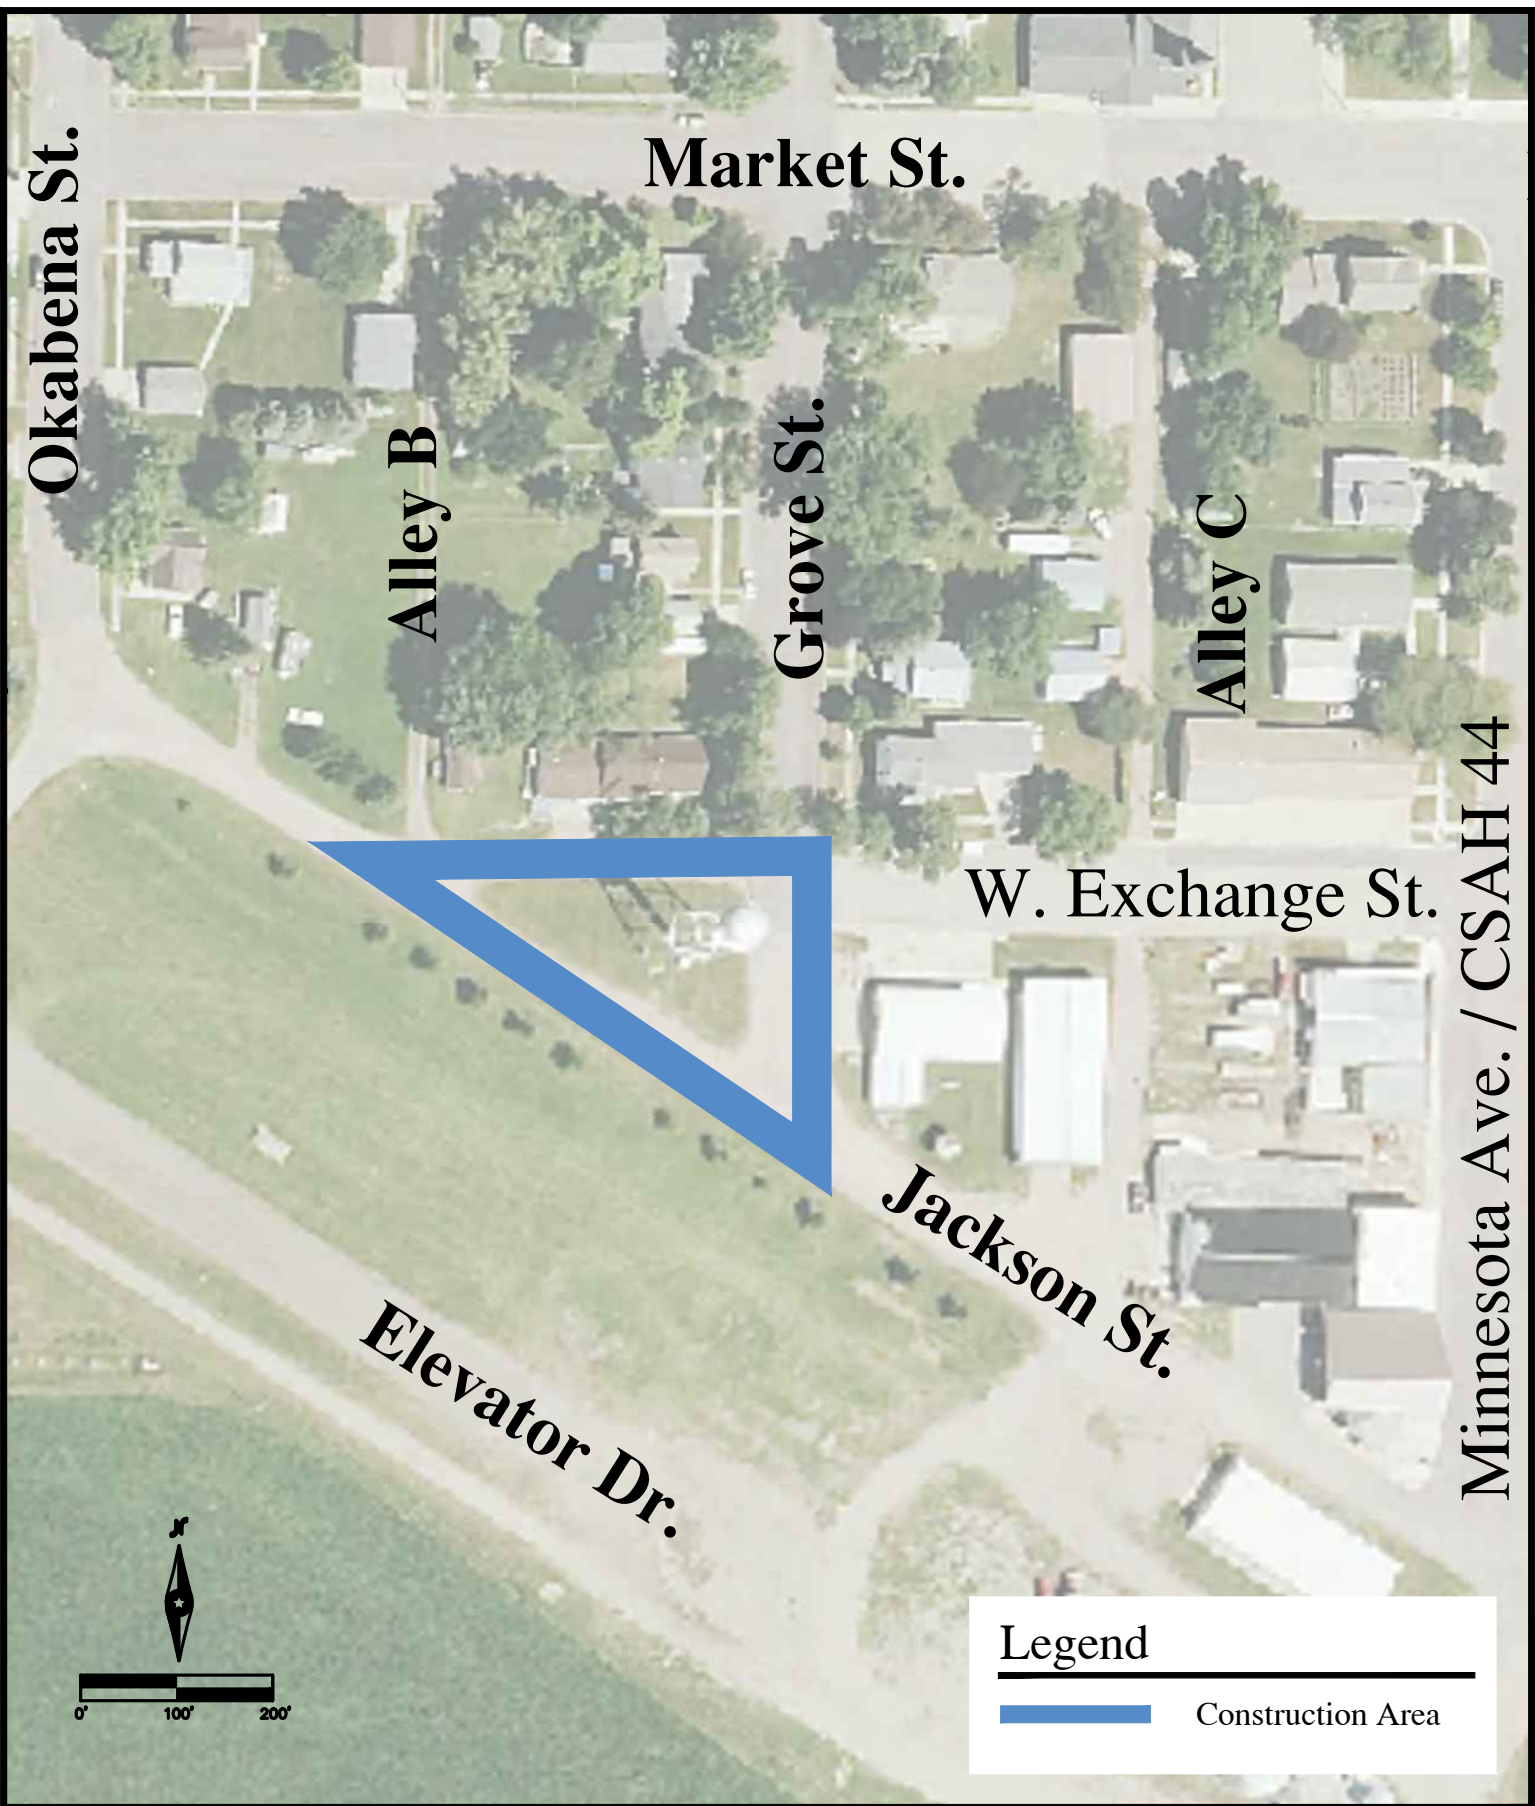 Market St.
Okabena St.
Alley B
Grove St.
Alley C
W. Exchange St.
Minnesota Ave. / CSAH 44
Jackson St.
Elevator Dr.
N
0' 100' 200'
Legend
Construction Area